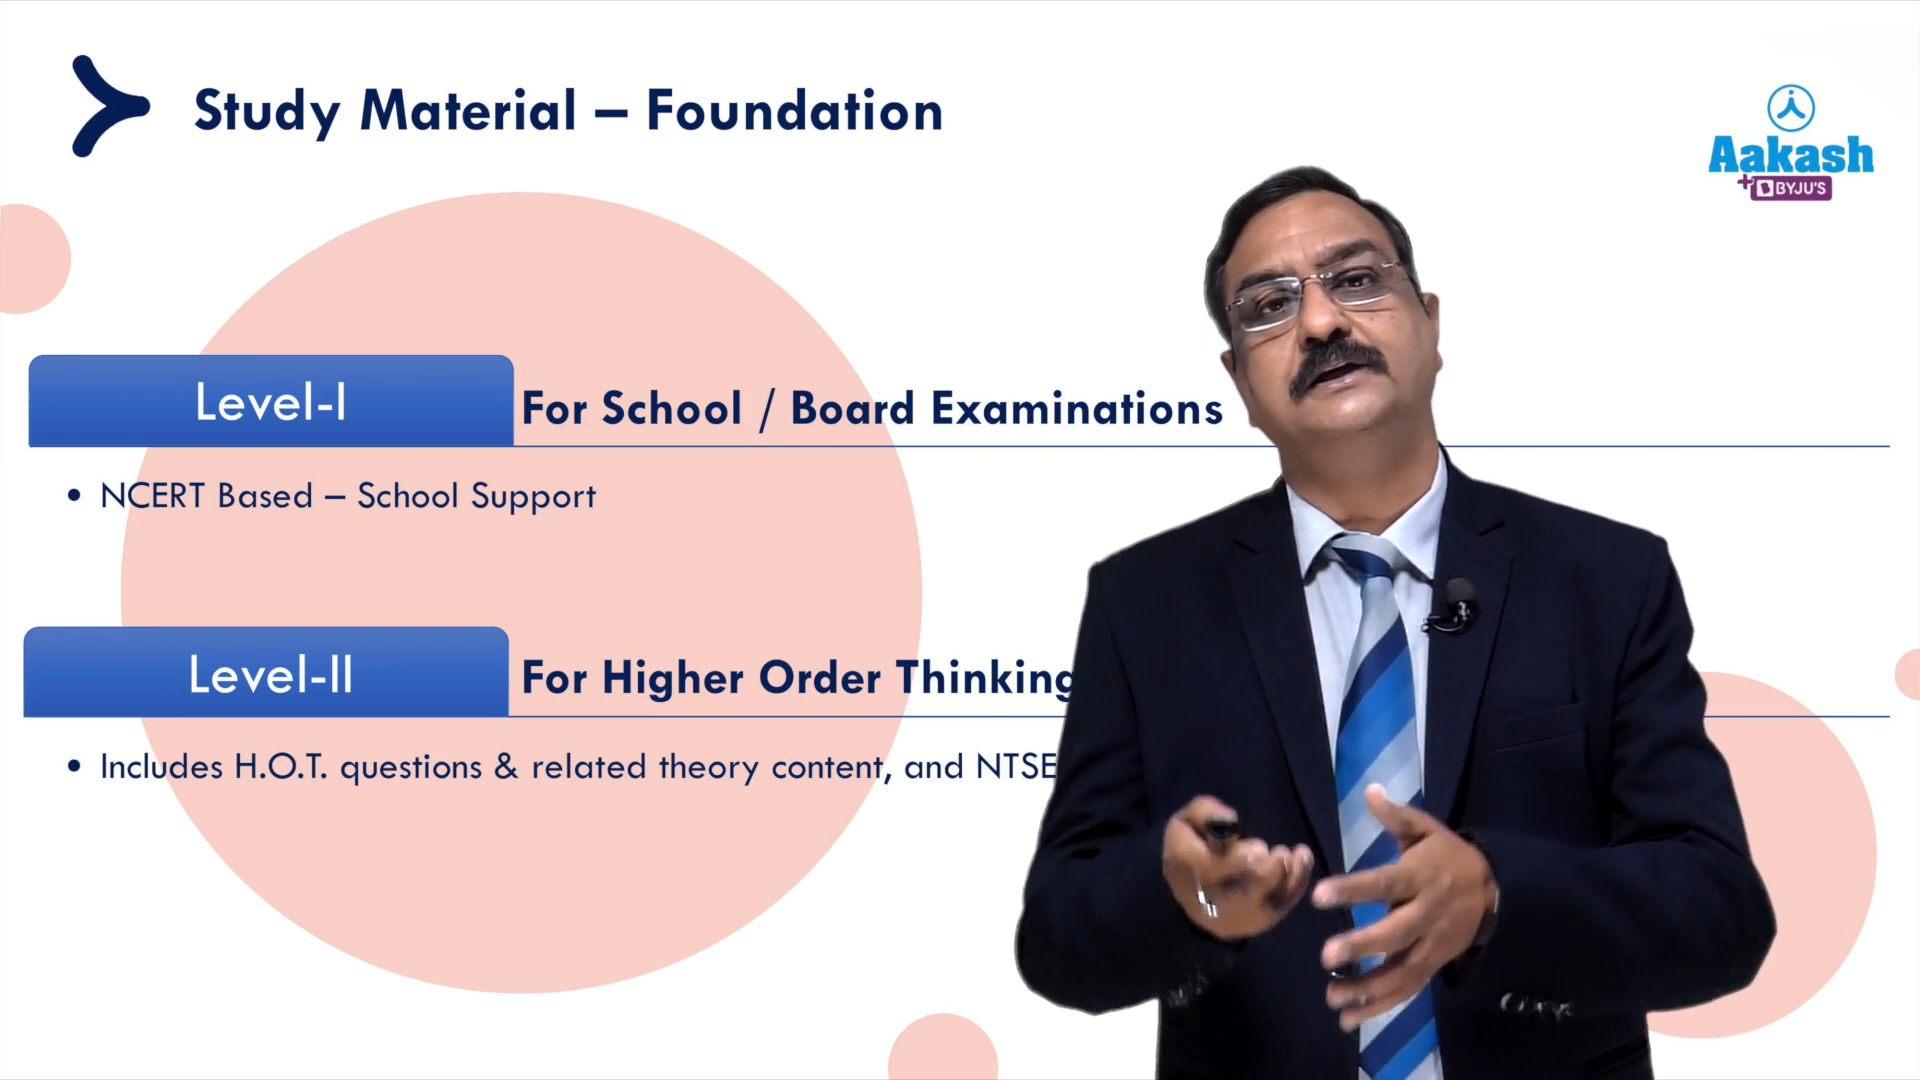 Study Material – Foundation
Aakash
+BYJU'S
Level-I
For School / Board Examinations
• NCERT Based – School Support
Level-II
For Higher Order Thinking
• Includes H.O.T. questions & related theory content, and NTSE